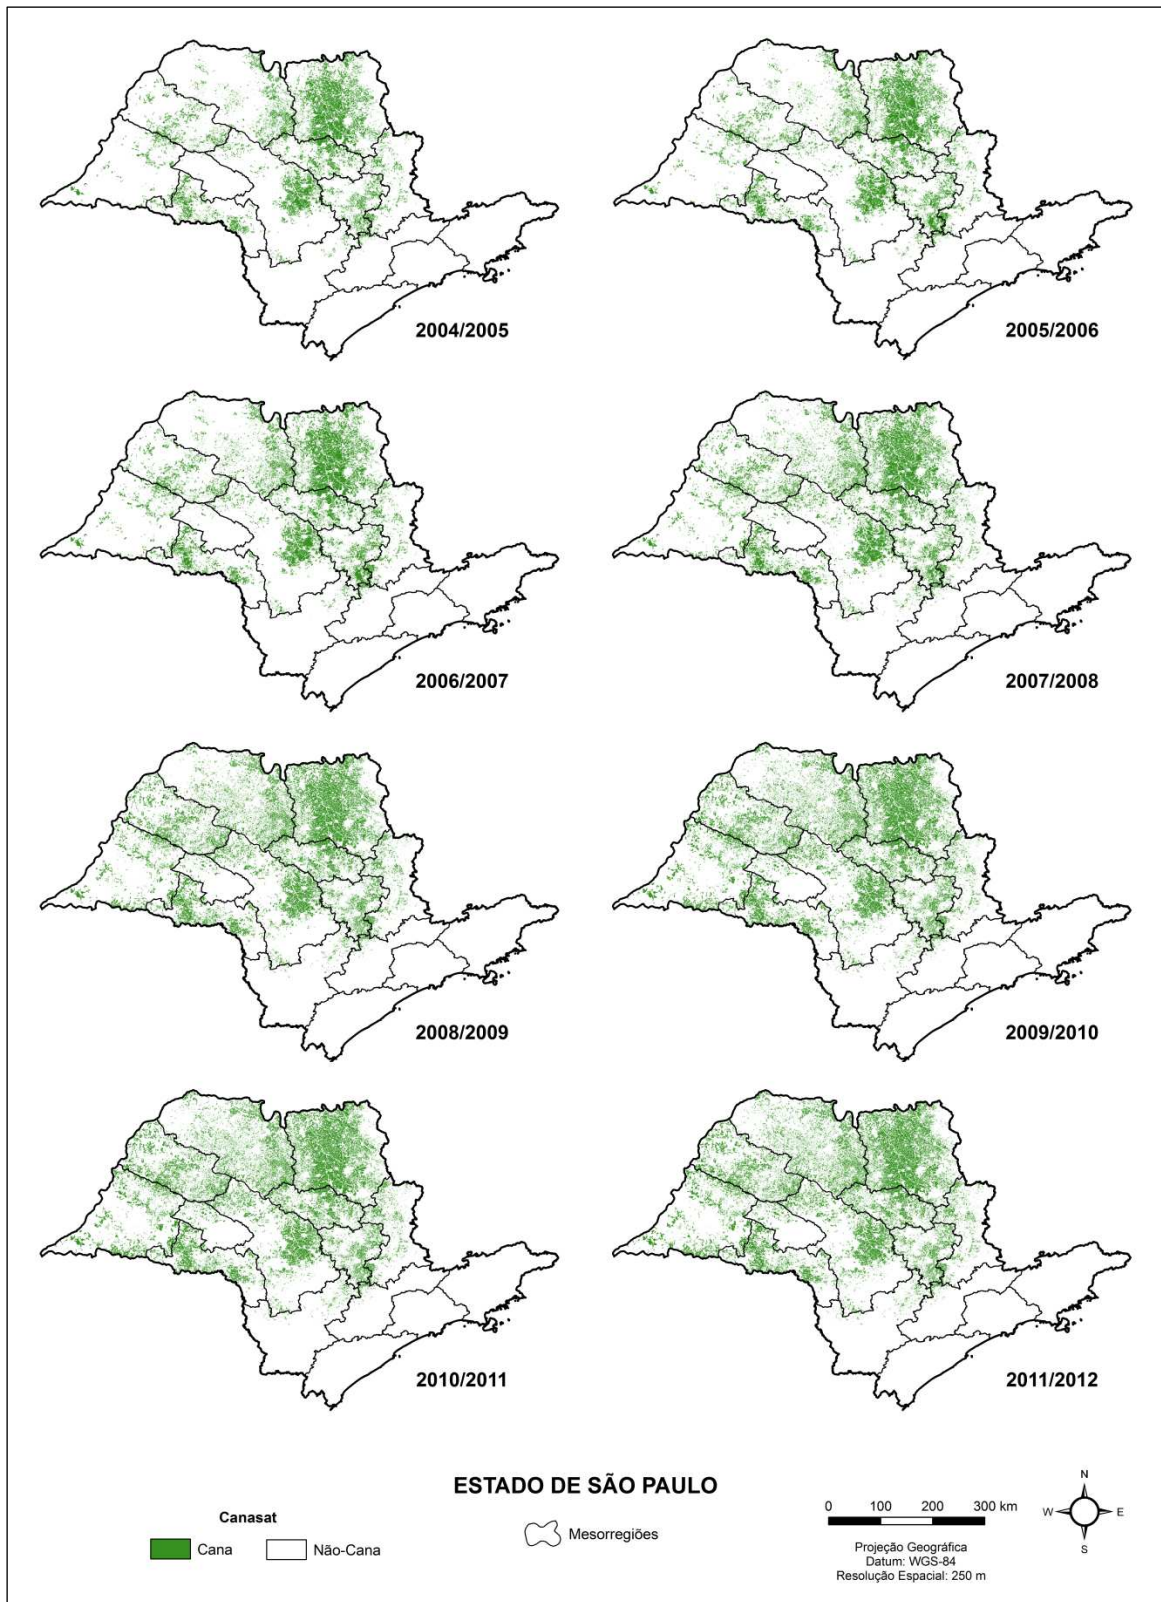 2004/2005
2005/2006
2006/2007
2007/2008
2008/2009
2009/2010
2010/2011
2011/2012
ESTADO DE SÃO PAULO
Canasat
Cana
Não-Cana
Mesorregiões
0 100 200 300 km
Projeção Geográfica
Datum: WGS-84
Resolução Espacial: 250 m
N
W E
S